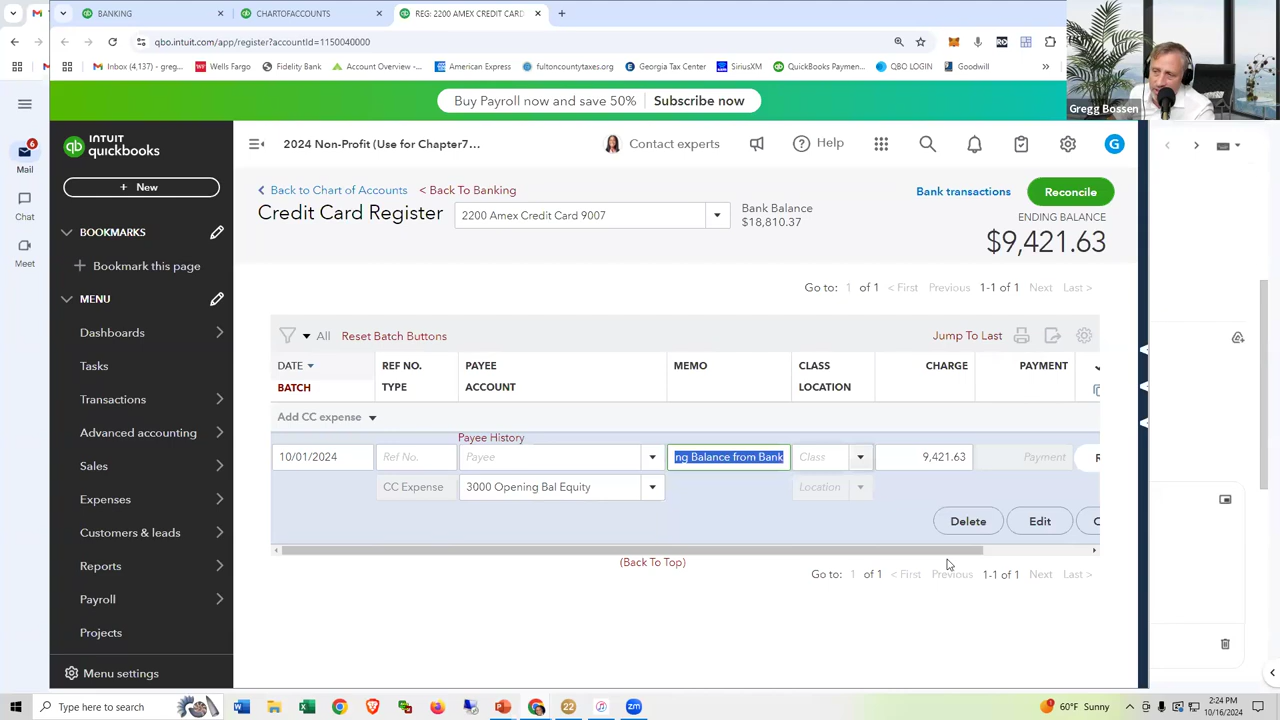 BANKING
CHARTOFACCOUNTS
REG: 2200 AMEX CREDIT CARD
qbo.intuit.com/app/register?accountId=1150040000
Inbox (4,137) - greg...
Wells Fargo
Fidelity Bank
Account Overview -...
American Express
fultoncountytaxes.org
Georgia Tax Center
SiriusXM
QuickBooks Paymen...
QBO LOGIN
Goodwill
Gregg Bossen
Buy Payroll now and save 50%
Subscribe now
INTUIT
quickbooks
2024 Non-Profit (Use for Chapter7...
Contact experts
Help
G
6
Mail
Chat
Meet
+ New
BOOKMARKS
Bookmark this page
MENU
Dashboards
Tasks
Transactions
Advanced accounting
Sales
Expenses
Customers & leads
Reports
Payroll
Projects
Menu settings
Back to Chart of Accounts
< Back To Banking
Credit Card Register
2200 Amex Credit Card 9007
Bank Balance
$18,810.37
Bank transactions
Reconcile
ENDING BALANCE
$9,421.63
Go to: 1 of 1 < First Previous 1-1 of 1 Next Last >
All
Reset Batch Buttons
Jump To Last
DATE
REF NO.
PAYEE
MEMO
CLASS
CHARGE
PAYMENT
BATCH
TYPE
ACCOUNT
LOCATION
Add CC expense
Payee History
10/01/2024
Ref No.
Payee
ng Balance from Bank
Class
9,421.63
Payment
R
CC Expense
3000 Opening Bal Equity
Location
Delete
Edit
C
(Back To Top)
Go to: 1 of 1 < First Previous 1-1 of 1 Next Last >
Type here to search
22
zm
60°F Sunny
2:24 PM
10/16/2024